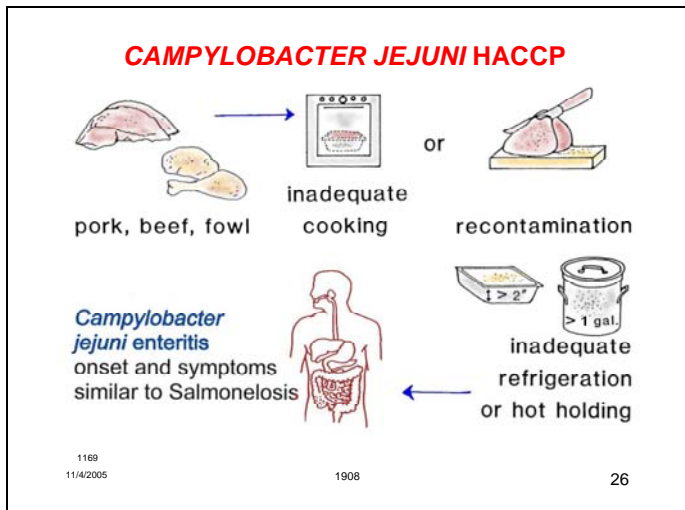 CAMPYLOBACTER JEJUNI HACCP
or
pork, beef, fowl
inadequate
cooking
recontamination
> 2"
> 1 gal.
inadequate
refrigeration
or hot holding
Campylobacter
jejuni enteritis
onset and symptoms
similar to Salmonelosis
1169
11/4/2005
1908
26